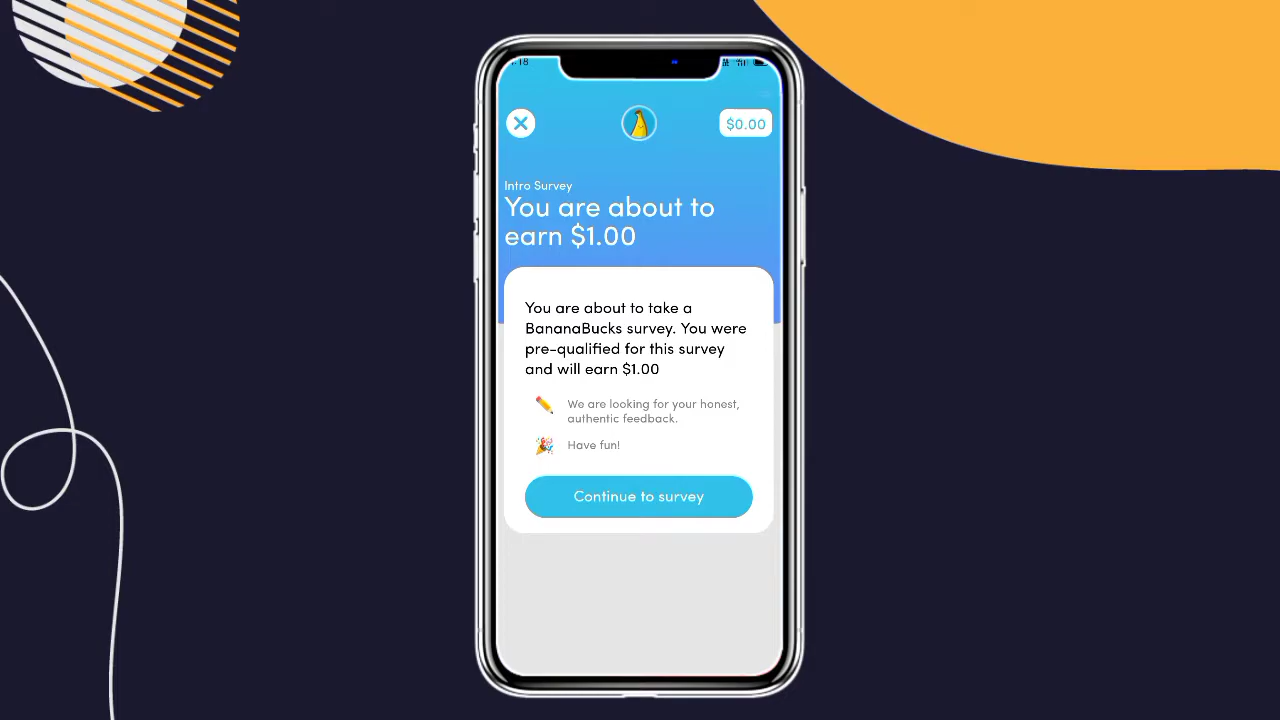 :18
$0.00
Intro Survey
You are about to
earn $1.00
You are about to take a
BananaBucks survey. You were
pre-qualified for this survey
and will earn $1.00
We are looking for your honest,
authentic feedback.
Have fun!
Continue to survey